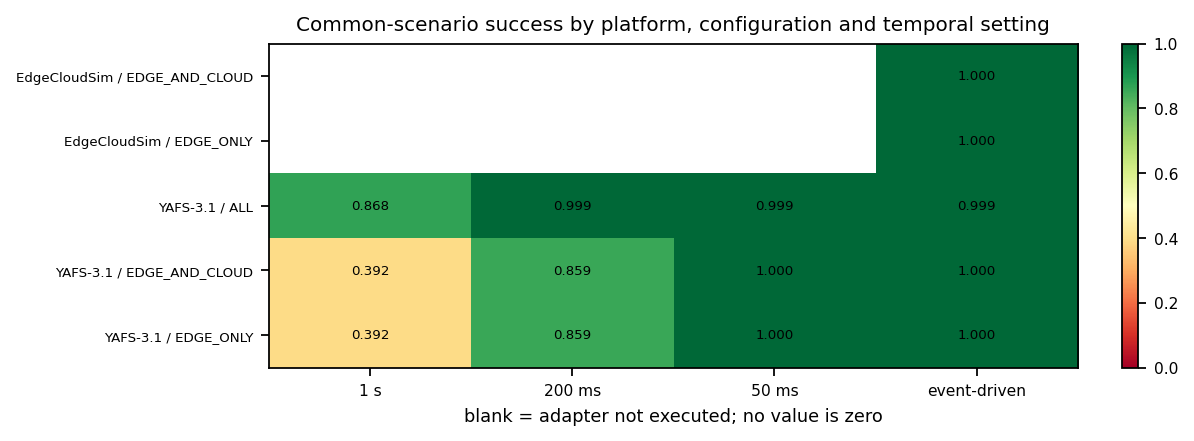 Common-scenario success by platform, configuration and temporal setting
EdgeCloudSim / EDGE_AND_CLOUD
1.000
EdgeCloudSim / EDGE_ONLY
1.000
YAFS-3.1 / ALL
0.868
0.999
0.999
0.999
YAFS-3.1 / EDGE_AND_CLOUD
0.392
0.859
1.000
1.000
YAFS-3.1 / EDGE_ONLY
0.392
0.859
1.000
1.000
1 s
200 ms
50 ms
event-driven
blank = adapter not executed; no value is zero
1.0
0.8
0.6
0.4
0.2
0.0